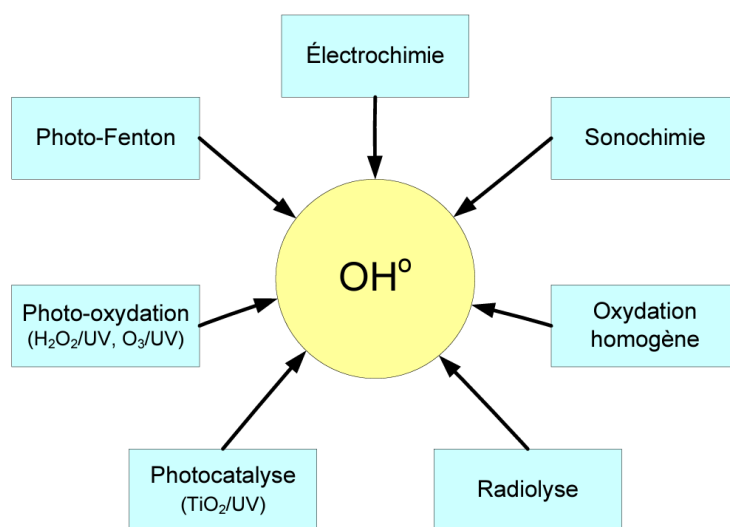 Électrochimie
Photo-Fenton
Sonochimie
OH°
Photo-oxydation
(H₂O₂/UV, O₃/UV)
Oxydation
homogène
Photocatalyse
(TiO₂/UV)
Radiolyse